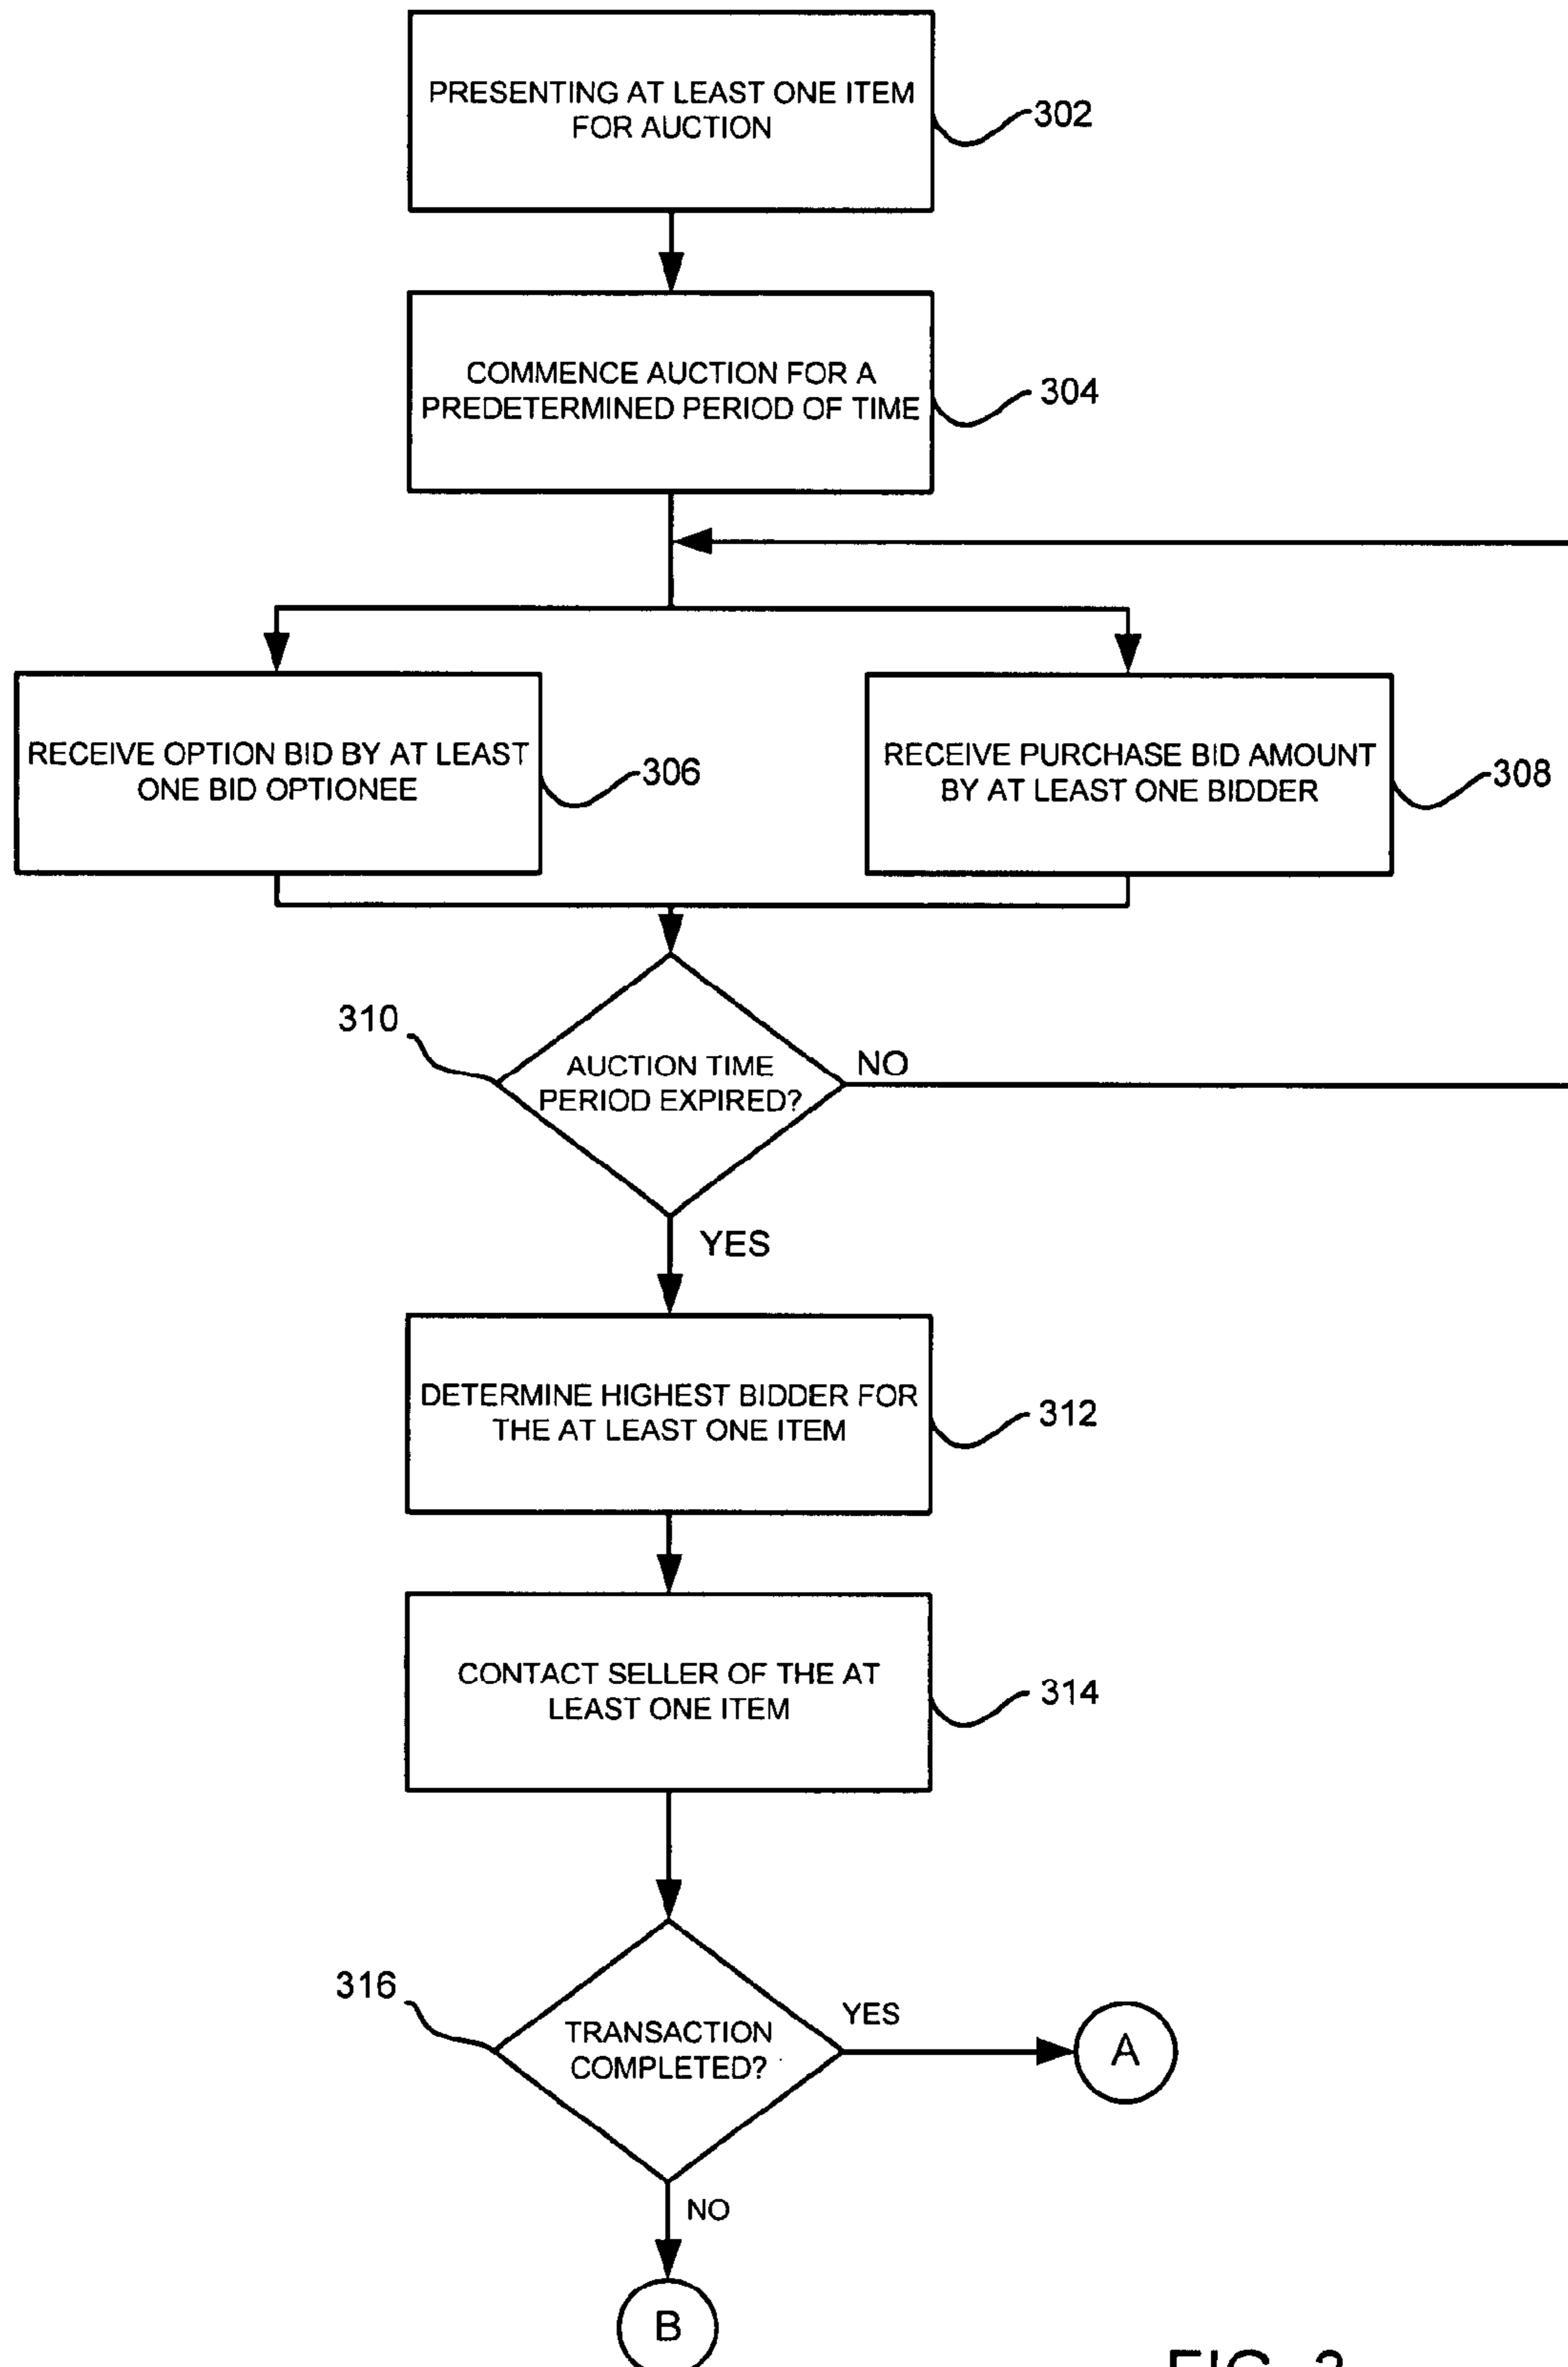 PRESENTING AT LEAST ONE ITEM
FOR AUCTION
302
COMMENCE AUCTION FOR A
PREDETERMINED PERIOD OF TIME
304
RECEIVE OPTION BID BY AT LEAST
ONE BID OPTIONEE
306
RECEIVE PURCHASE BID AMOUNT
BY AT LEAST ONE BIDDER
308
310
AUCTION TIME
PERIOD EXPIRED?
NO
YES
DETERMINE HIGHEST BIDDER FOR
THE AT LEAST ONE ITEM
312
CONTACT SELLER OF THE AT
LEAST ONE ITEM
314
316
TRANSACTION
COMPLETED?
YES
A
NO
B